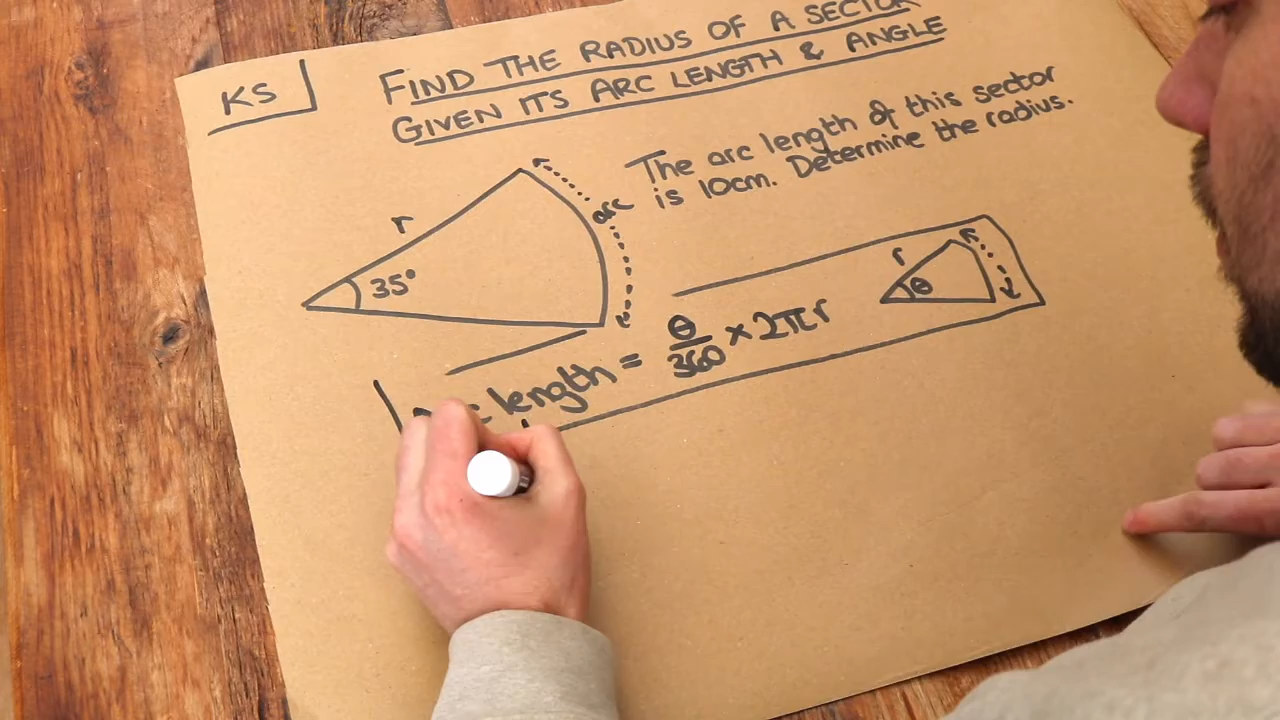 KS
FIND THE RADIUS OF A SECTOR
GIVEN ITS ARC LENGTH & ANGLE
The arc length of this sector
is 10cm. Determine the radius.
r
35°
arc
r
θ
length = θ/360 × 2πr